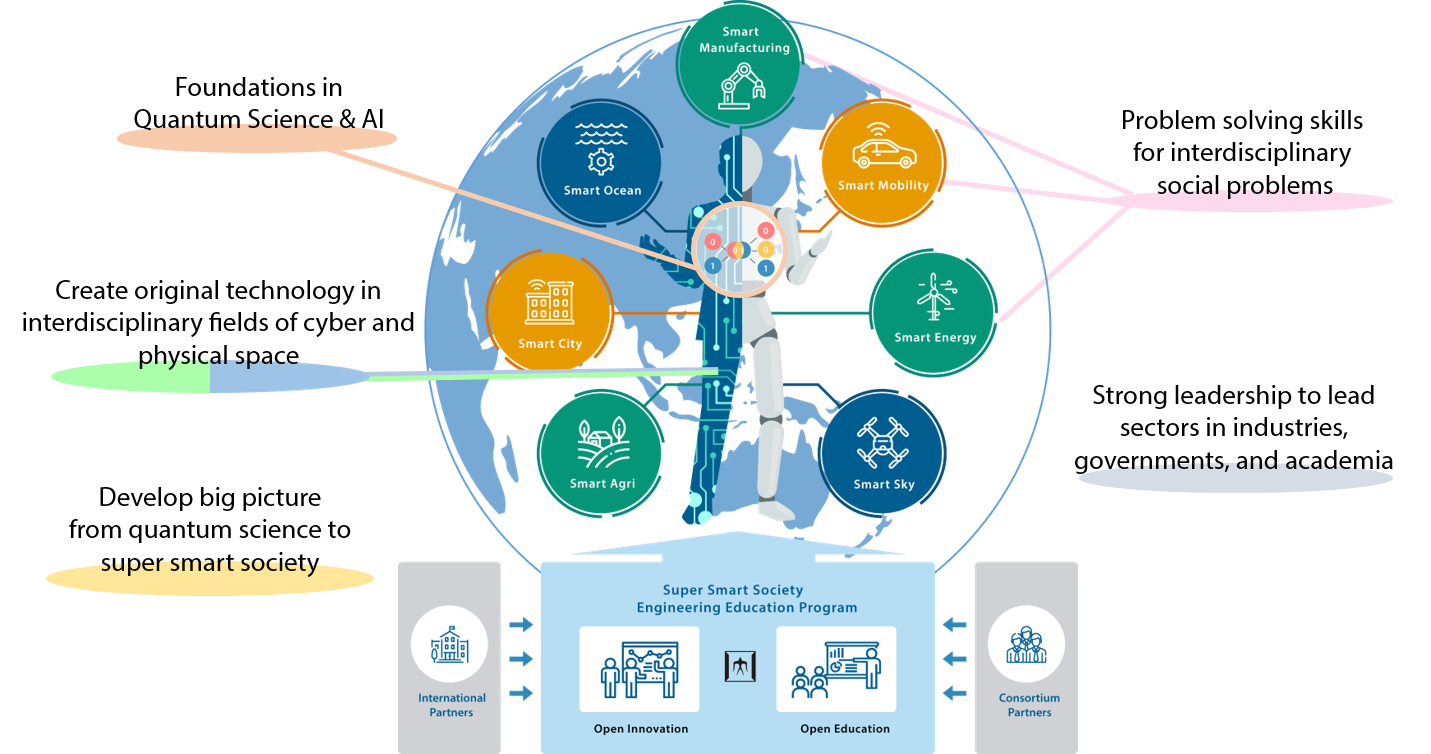 Smart
Manufacturing
Foundations in
Quantum Science & AI
Problem solving skills
for interdisciplinary
social problems
Smart Ocean
Smart Mobility
0
0
0
1
0
1
1
Create original technology in
interdisciplinary fields of cyber and
physical space
Smart City
Smart Energy
Strong leadership to lead
sectors in industries,
governments, and academia
Smart Agri
Smart Sky
Develop big picture
from quantum science to
super smart society
Super Smart Society
Engineering Education Program
International
Partners
Consortium
Partners
Open Innovation
Open Education